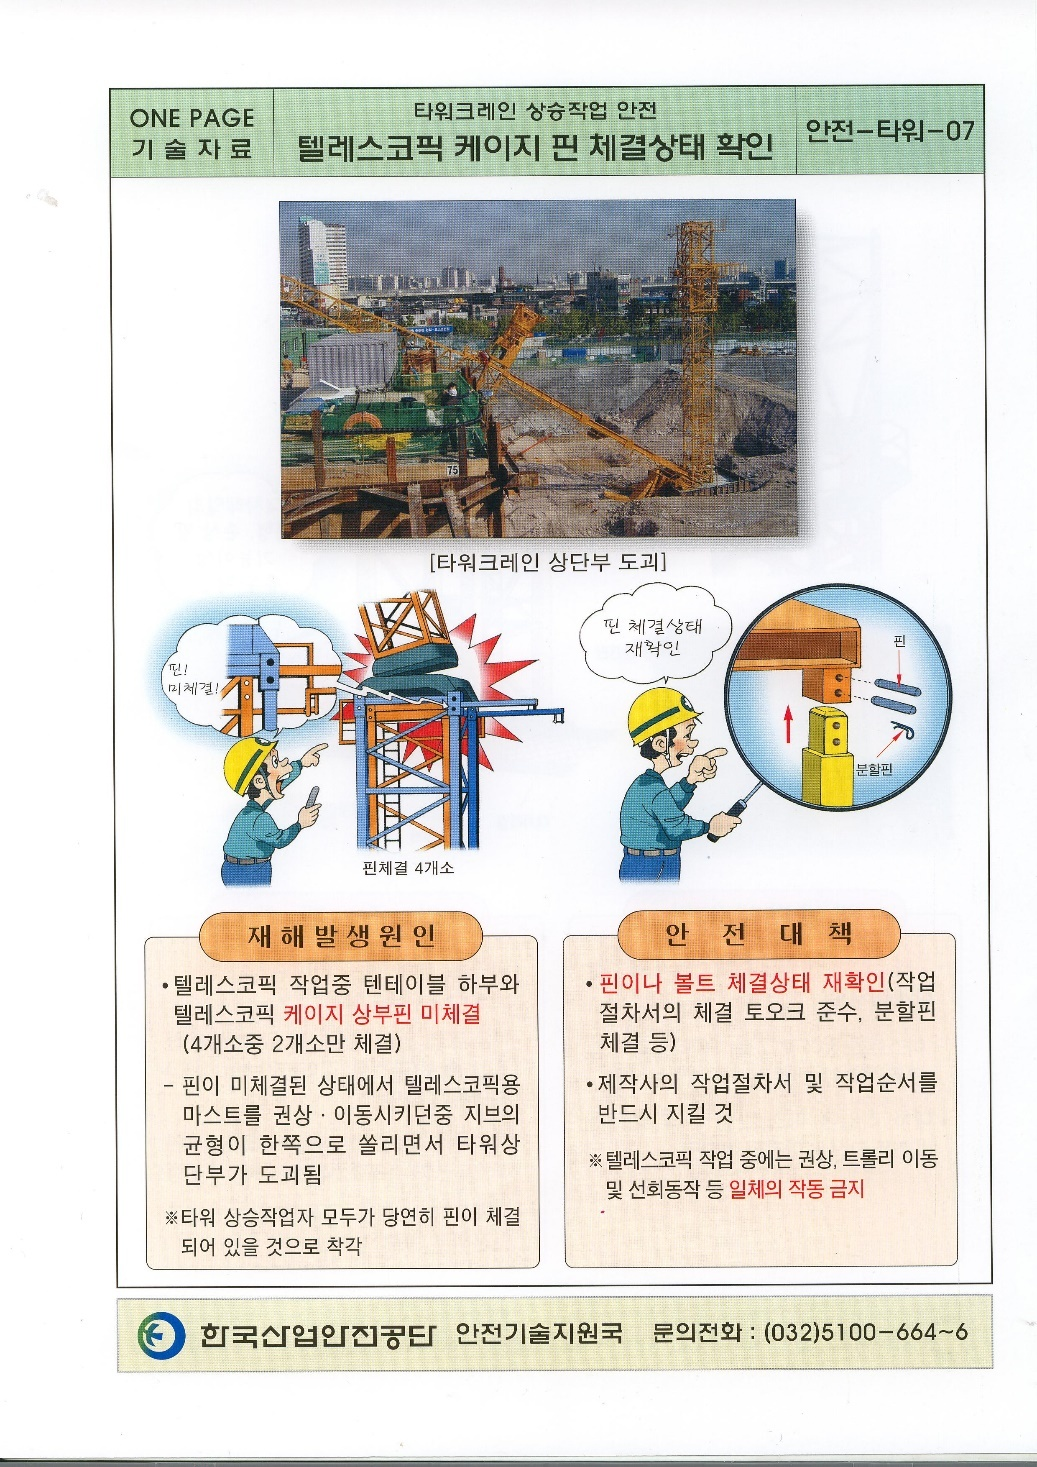 ONE PAGE
기 술 자 료
타워크레인 상승작업 안전
텔레스코픽 케이지 핀 체결상태 확인
안전-타워-07
75
[타워크레인 상단부 도괴]
핀!
미체결!
핀체결 4개소
핀 체결상태
재확인
핀
분할핀
재 해 발 생 원 인
•텔레스코픽 작업중 텐테이블 하부와
텔레스코픽 케이지 상부핀 미체결
(4개소중 2개소만 체결)
- 핀이 미체결된 상태에서 텔레스코픽용
마스트를 권상·이동시키던중 지브의
균형이 한쪽으로 쏠리면서 타워상
단부가 도괴됨
※타워 상승작업자 모두가 당연히 핀이 체결
되어 있을 것으로 착각
안 전 대 책
•핀이나 볼트 체결상태 재확인(작업
절차서의 체결 토오크 준수, 분할핀
체결 등)
•제작사의 작업절차서 및 작업순서를
반드시 지킬 것
※텔레스코픽 작업 중에는 권상, 트롤리 이동
및 선회동작 등 일체의 작동 금지
한국산업안전공단 안전기술지원국 문의전화 : (032)5100-664~6